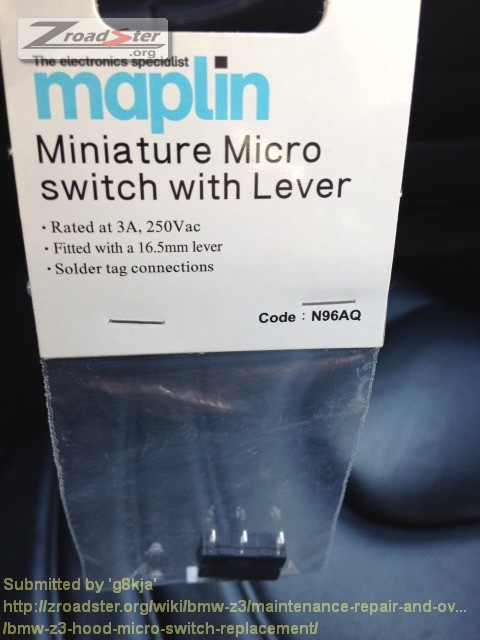 ZroadSter
.org
The electronics specialist
maplin
Miniature Micro
switch with Lever
· Rated at 3A, 250Vac
· Fitted with a 16.5mm lever
· Solder tag connections
Code : N96AQ
Submitted by 'g8kja'
http://zroadster.org/wiki/bmw-z3/maintenance-repair-and-ov...
/bmw-z3-hood-micro-switch-replacement/